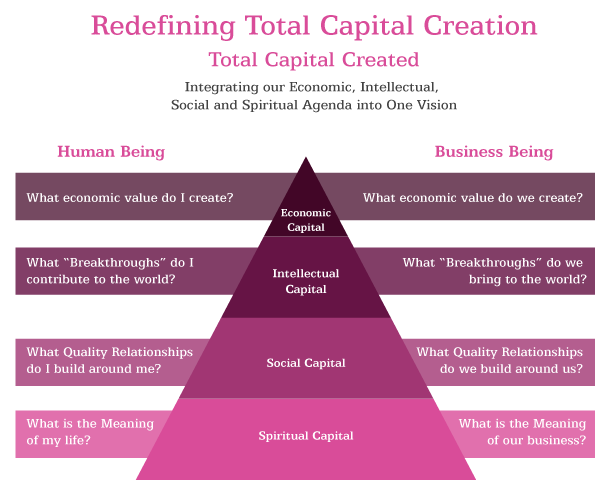 Redefining Total Capital Creation
Total Capital Created
Integrating our Economic, Intellectual,
Social and Spiritual Agenda into One Vision
Human Being
Business Being
What economic value do I create?
Economic
Capital
What economic value do we create?
What “Breakthroughs” do I
contribute to the world?
Intellectual
Capital
What “Breakthroughs” do we
bring to the world?
What Quality Relationships
do I build around me?
Social Capital
What Quality Relationships
do we build around us?
What is the Meaning
of my life?
Spiritual Capital
What is the Meaning
of our business?